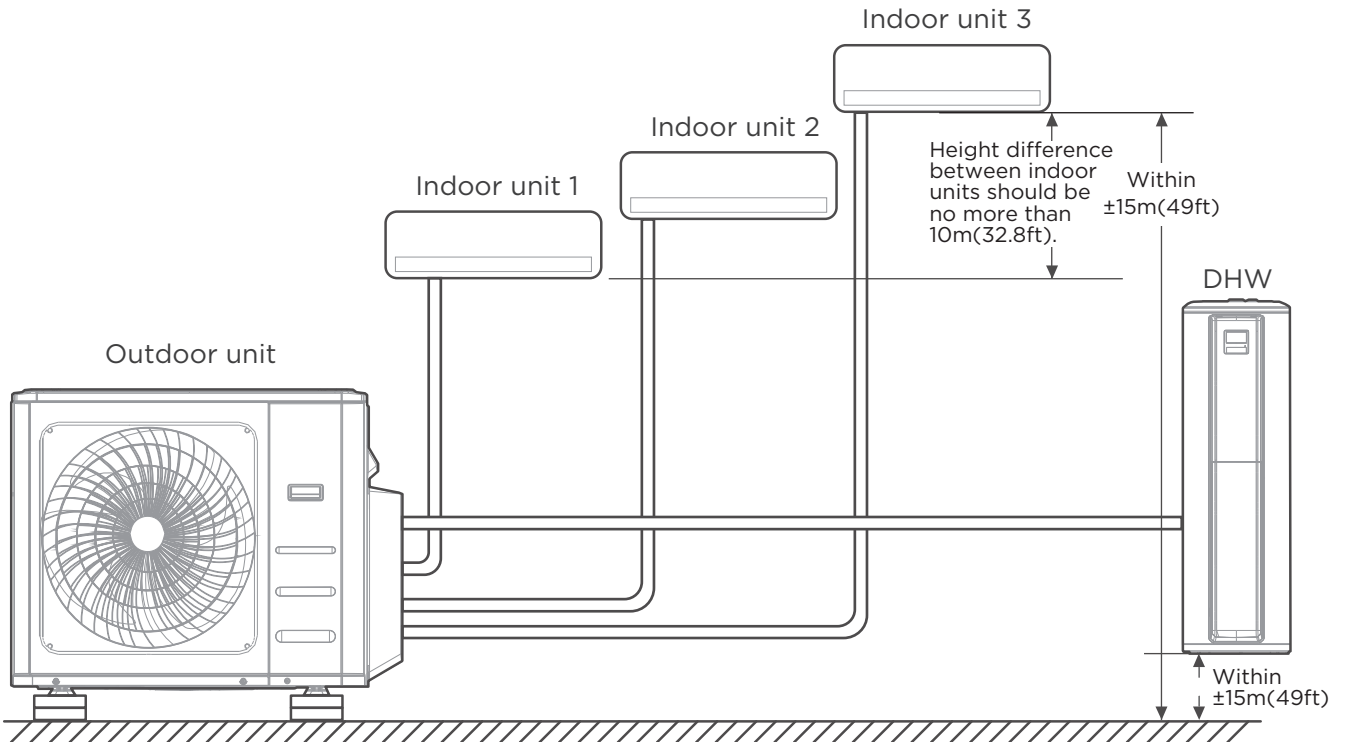 Indoor unit 3
Indoor unit 2
Indoor unit 1
Height difference
between indoor
units should be
no more than
10m(32.8ft).
Within
±15m(49ft)
DHW
Outdoor unit
Within
±15m(49ft)